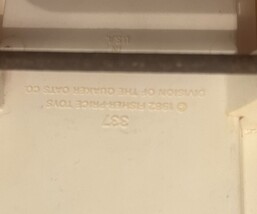 337
© 1982 FISHER-PRICE TOYS
DIVISION OF THE QUAKER OATS CO.
U.S.A.